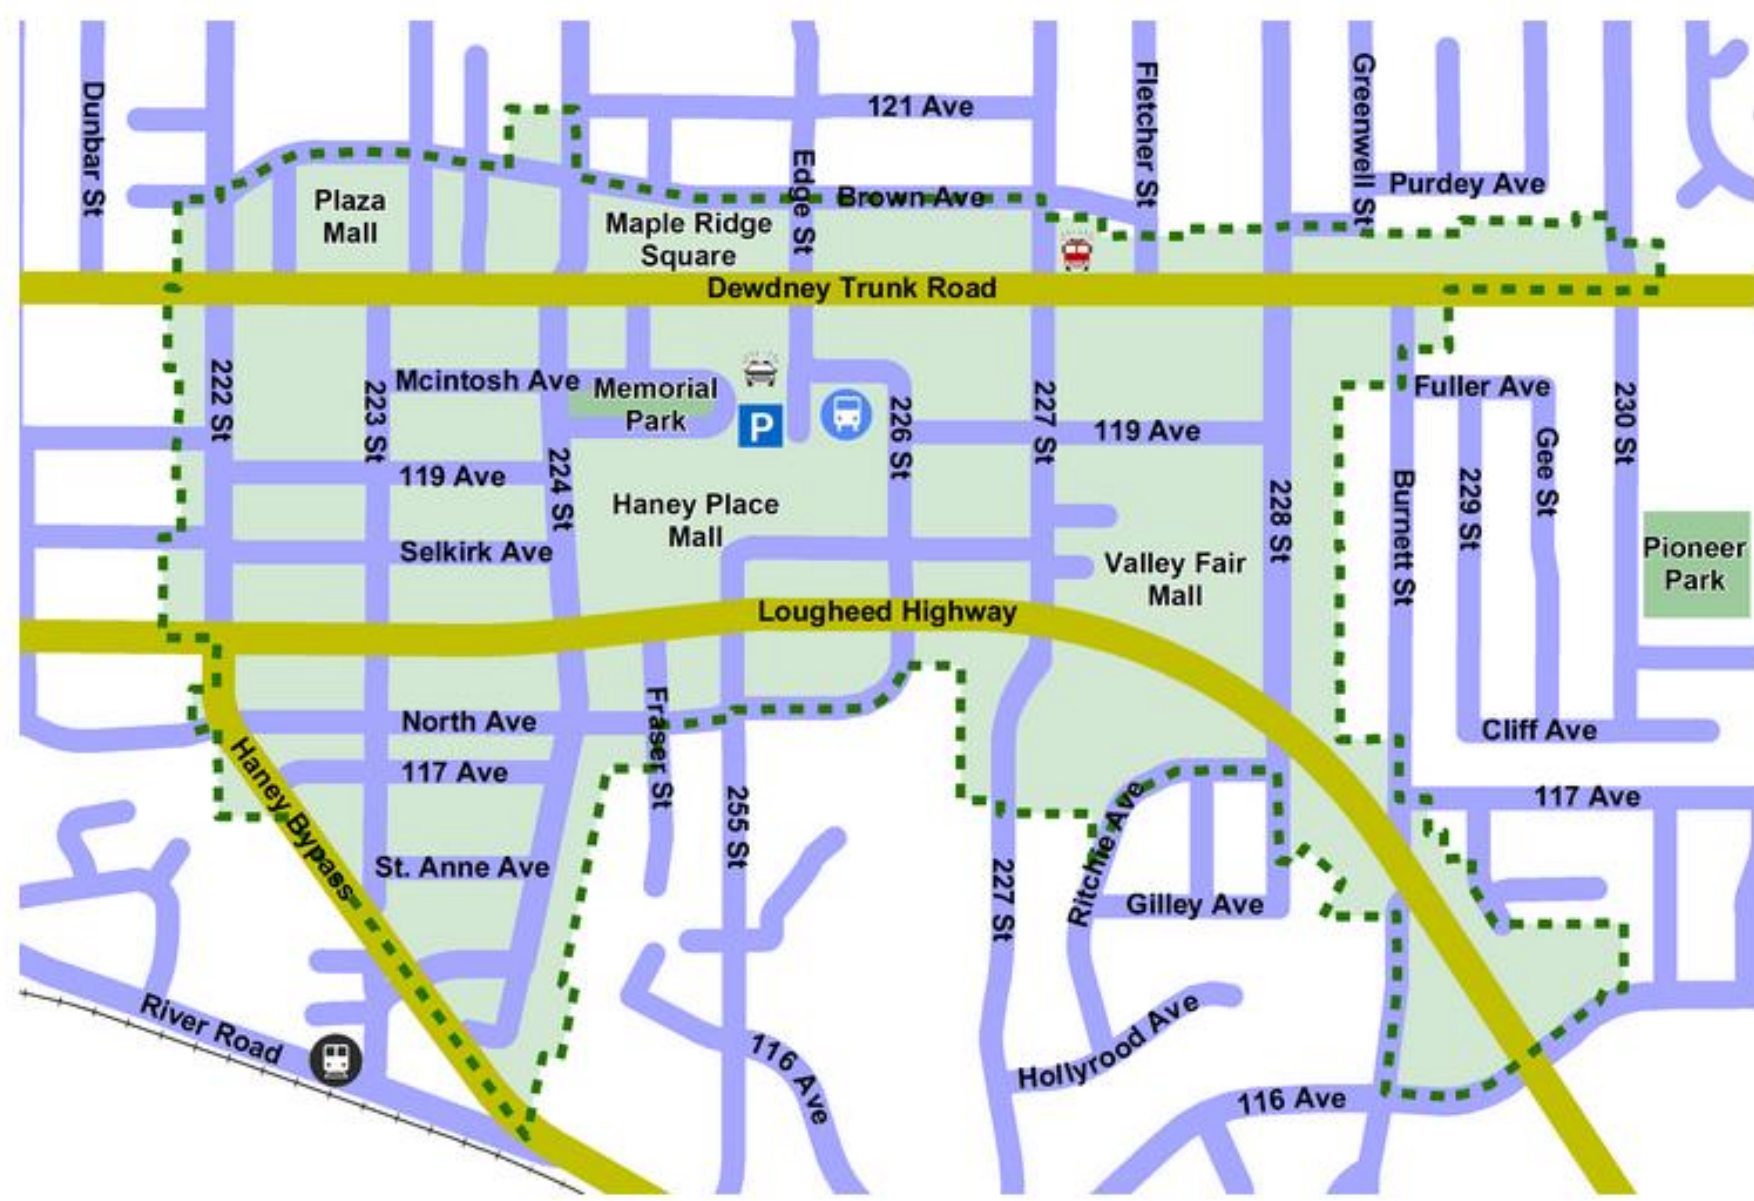 Dunbar St
121 Ave
Fletcher St
Greenwell St
Edge St
Purdey Ave
Plaza
Mall
Brown Ave
Maple Ridge
Square
Dewdney Trunk Road
222 St
223 St
Mcintosh Ave
Memorial
Park
P
226 St
227 St
119 Ave
Fuller Ave
230 St
119 Ave
224 St
Haney Place
Mall
228 St
Burnett St
229 St
Gee St
Selkirk Ave
Valley Fair
Mall
Pioneer
Park
Lougheed Highway
North Ave
Fraser St
Cliff Ave
Haney Bypass
117 Ave
255 St
117 Ave
St. Anne Ave
227 St
Ritchie Ave
Gilley Ave
River Road
116 Ave
Hollyrood Ave
116 Ave